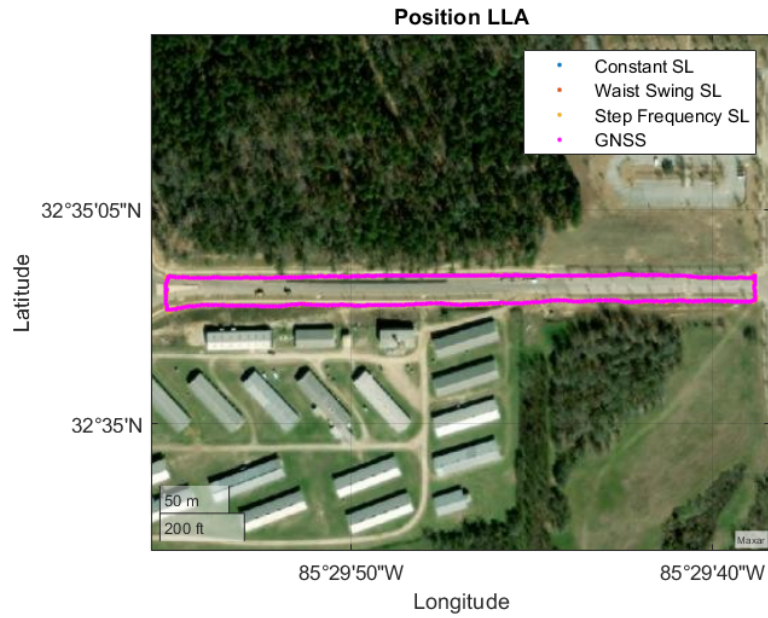 Position LLA
Constant SL
Waist Swing SL
Step Frequency SL
GNSS
32°35'05"N
Latitude
32°35'N
50 m
200 ft
Maxar
85°29'50"W
85°29'40"W
Longitude